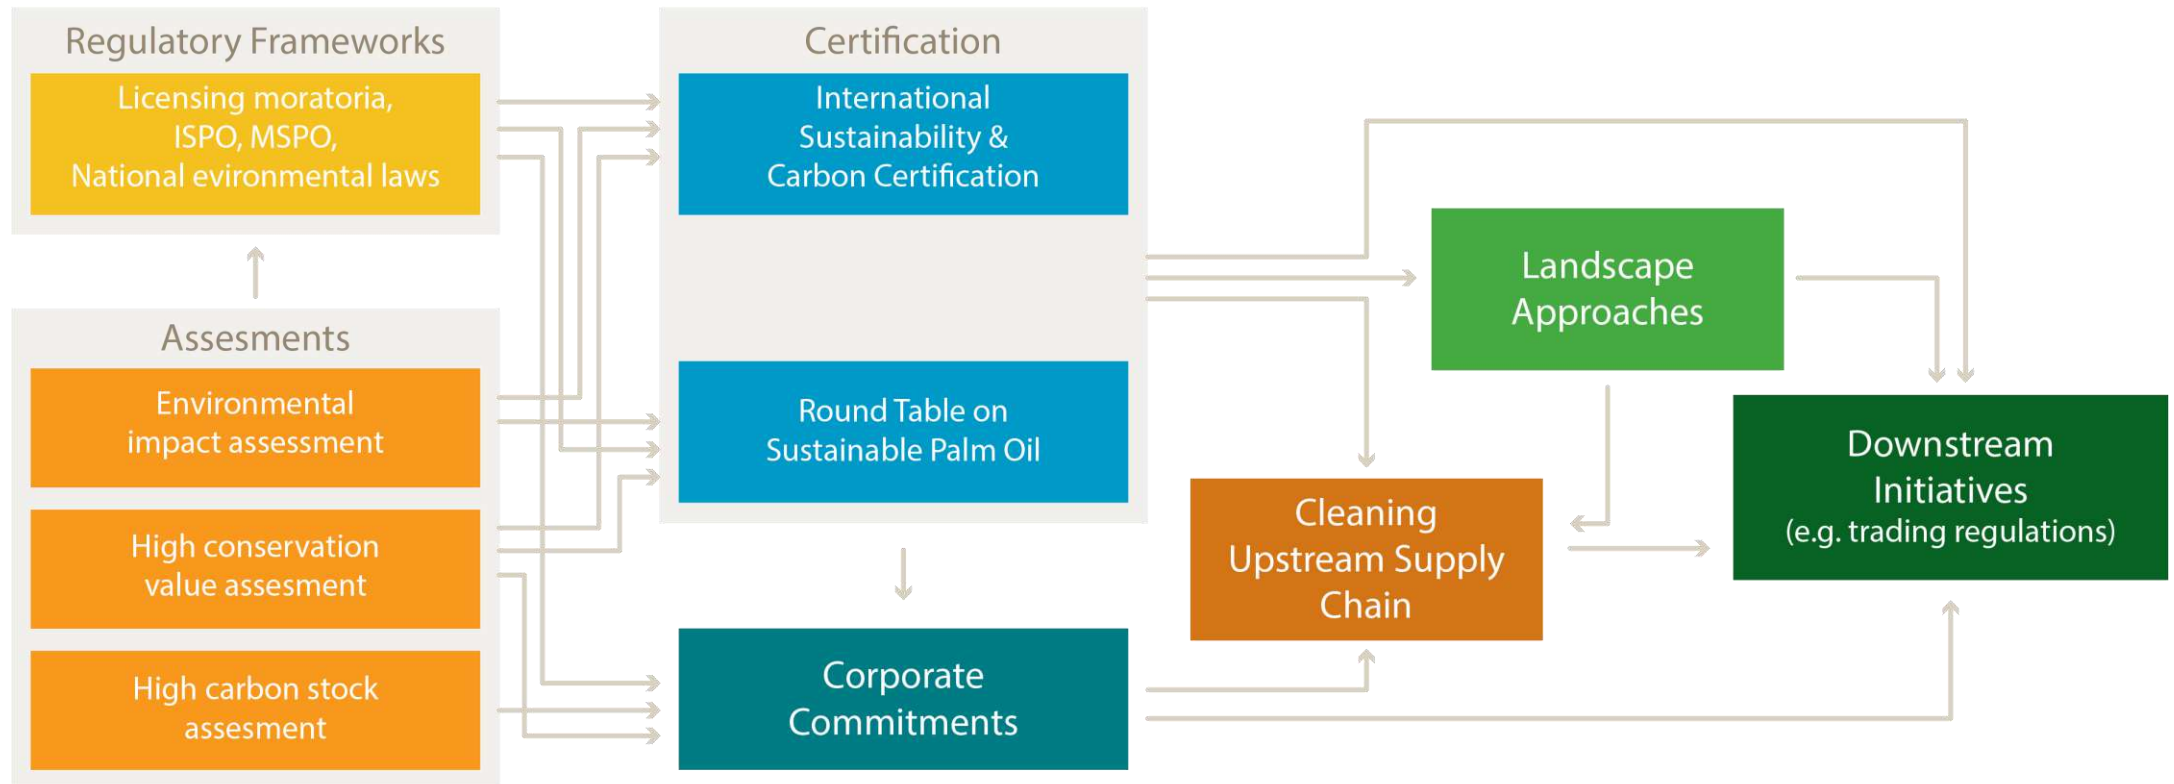 Regulatory Frameworks
Licensing moratoria,
ISPO, MSPO,
National evironmental laws
Assesments
Environmental
impact assessment
High conservation
value assesment
High carbon stock
assesment
Certification
International
Sustainability &
Carbon Certification
Round Table on
Sustainable Palm Oil
Corporate
Commitments
Landscape
Approaches
Cleaning
Upstream Supply
Chain
Downstream
Initiatives
(e.g. trading regulations)